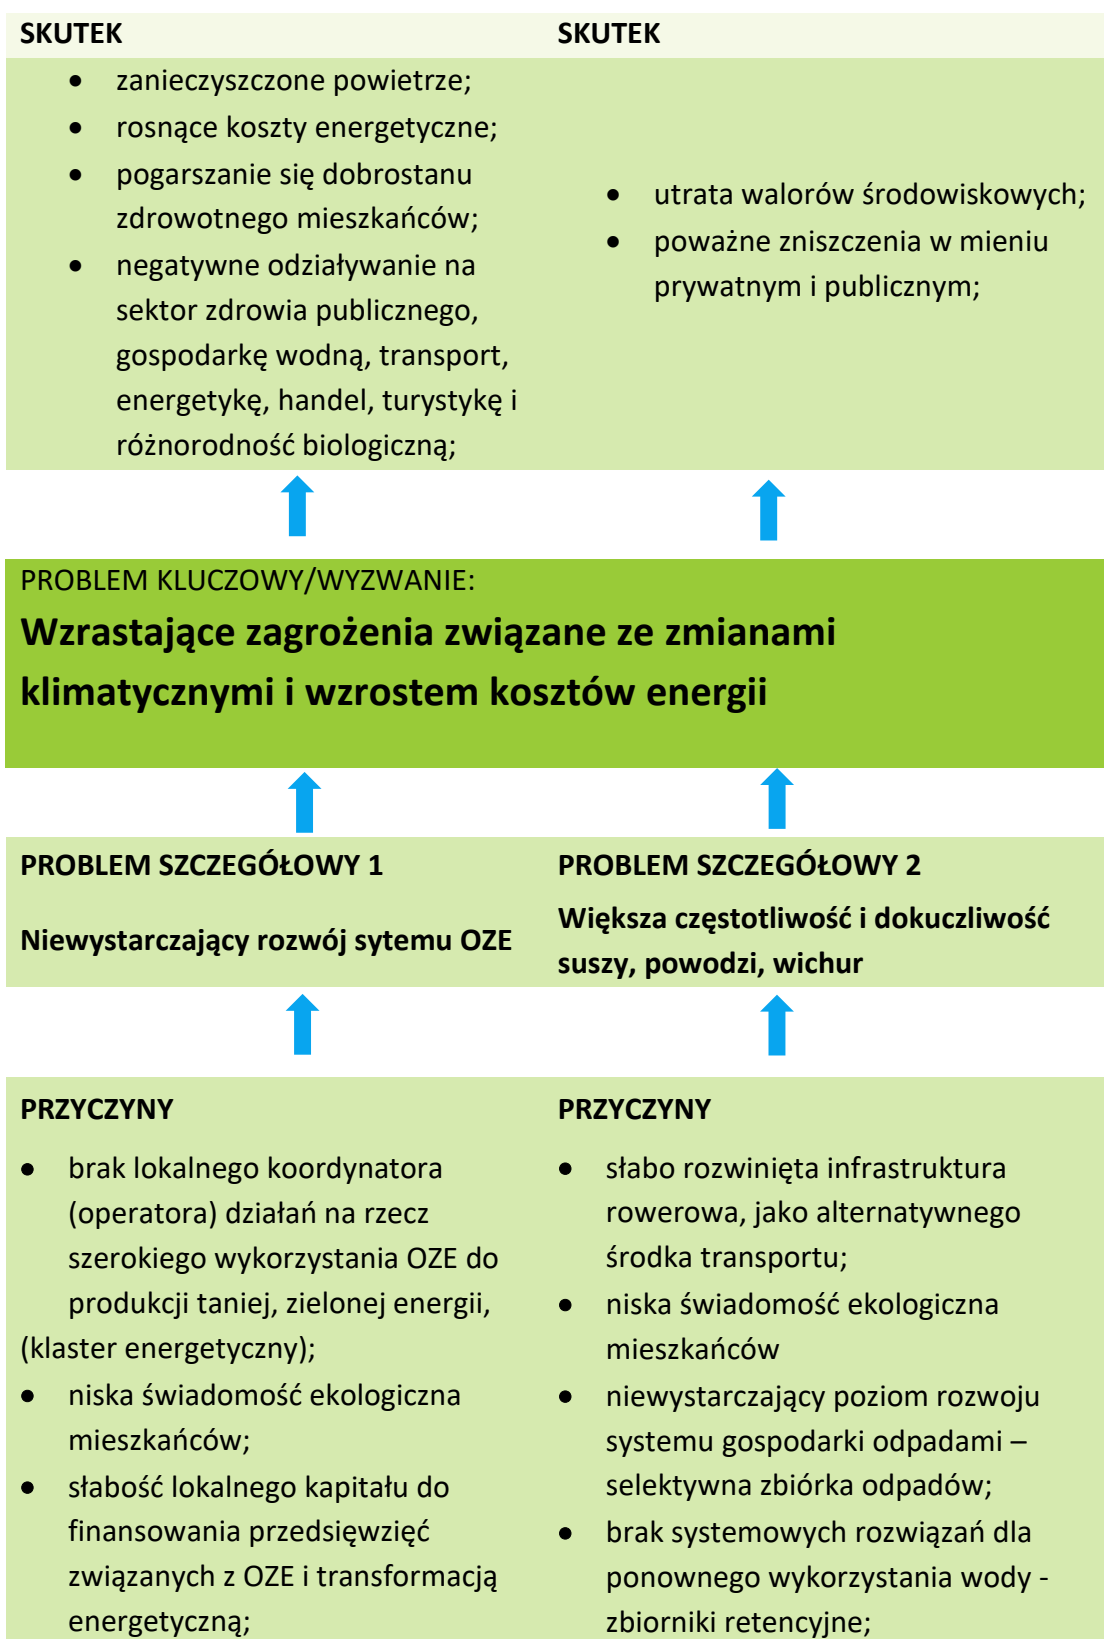 SKUTEK
zanieczyszczone powietrze;
rosnące koszty energetyczne;
pogarszanie się dobrostanu
zdrowotnego mieszkańców;
negatywne odziaływanie na
sektor zdrowia publicznego,
gospodarkę wodną, transport,
energetykę, handel, turystykę i
różnorodność biologiczną;
SKUTEK
utrata walorów środowiskowych;
poważne zniszczenia w mieniu
prywatnym i publicznym;
PROBLEM KLUCZOWY/WYZWANIE:
Wzrastające zagrożenia związane ze zmianami
klimatycznymi i wzrostem kosztów energii
PROBLEM SZCZEGÓŁOWY 1
Niewystarczający rozwój sytemu OZE
PROBLEM SZCZEGÓŁOWY 2
Większa częstotliwość i dokuczliwość
suszy, powodzi, wichur
PRZYCZYNY
brak lokalnego koordynatora
(operatora) działań na rzecz
szerokiego wykorzystania OZE do
produkcji taniej, zielonej energii,
(klaster energetyczny);
niska świadomość ekologiczna
mieszkańców;
słabość lokalnego kapitału do
finansowania przedsięwzięć
związanych z OZE i transformacją
energetyczną;
PRZYCZYNY
słabo rozwinięta infrastruktura
rowerowa, jako alternatywnego
środka transportu;
niska świadomość ekologiczna
mieszkańców
niewystarczający poziom rozwoju
systemu gospodarki odpadami –
selektywna zbiórka odpadów;
brak systemowych rozwiązań dla
ponownego wykorzystania wody -
zbiorniki retencyjne;